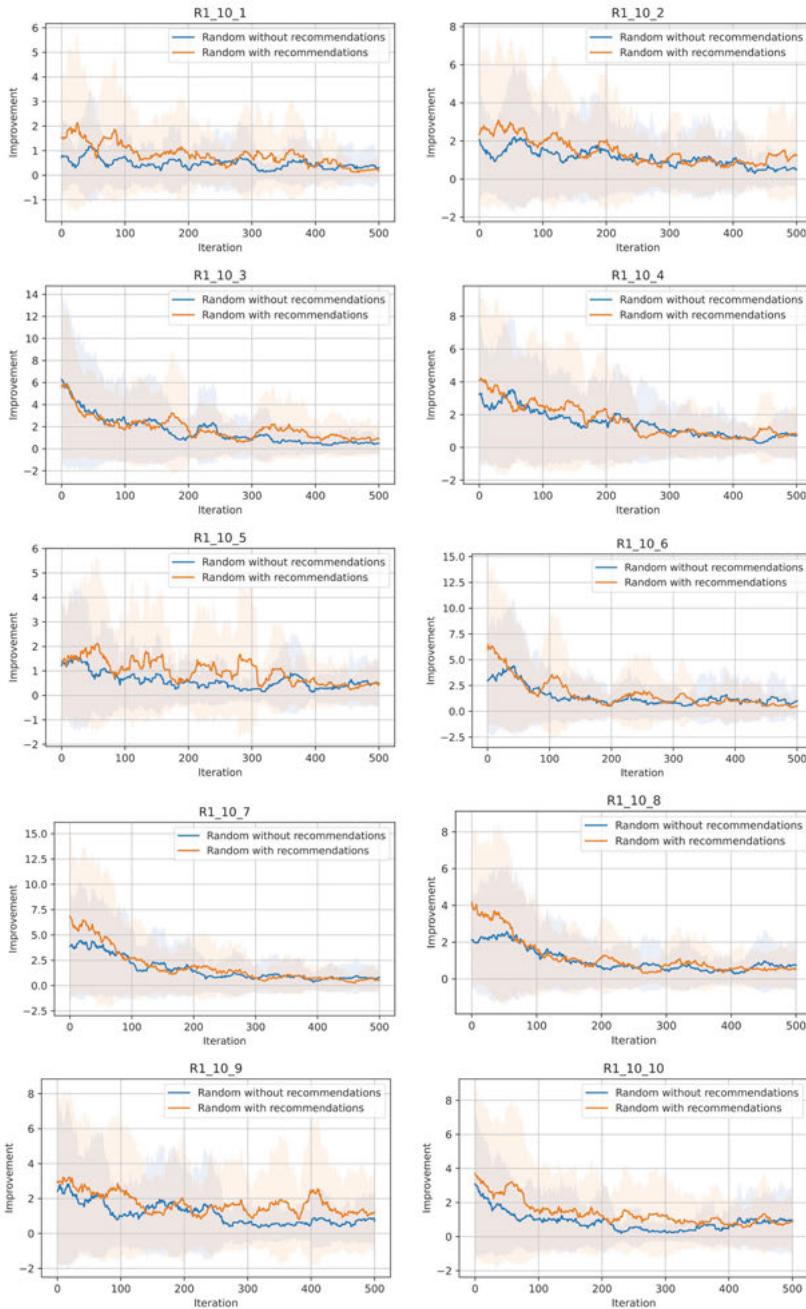 R1_10_1
6
5
4
3
2
1
0
−1
Improvement
Random without recommendations
Random with recommendations
0 100 200 300 400 500
Iteration
R1_10_2
8
6
4
2
0
−2
Improvement
Random without recommendations
Random with recommendations
0 100 200 300 400 500
Iteration
R1_10_3
14
12
10
8
6
4
2
0
−2
Improvement
Random without recommendations
Random with recommendations
0 100 200 300 400 500
Iteration
R1_10_4
8
6
4
2
0
−2
Improvement
Random without recommendations
Random with recommendations
0 100 200 300 400 500
Iteration
R1_10_5
6
5
4
3
2
1
0
−1
−2
Improvement
Random without recommendations
Random with recommendations
0 100 200 300 400 500
Iteration
R1_10_6
15.0
12.5
10.0
7.5
5.0
2.5
0.0
−2.5
Improvement
Random without recommendations
Random with recommendations
0 100 200 300 400 500
Iteration
R1_10_7
15.0
12.5
10.0
7.5
5.0
2.5
0.0
−2.5
Improvement
Random without recommendations
Random with recommendations
0 100 200 300 400 500
Iteration
R1_10_8
8
6
4
2
0
Improvement
Random without recommendations
Random with recommendations
0 100 200 300 400 500
Iteration
R1_10_9
8
6
4
2
0
−2
Improvement
Random without recommendations
Random with recommendations
0 100 200 300 400 500
Iteration
R1_10_10
8
6
4
2
0
−2
Improvement
Random without recommendations
Random with recommendations
0 100 200 300 400 500
Iteration